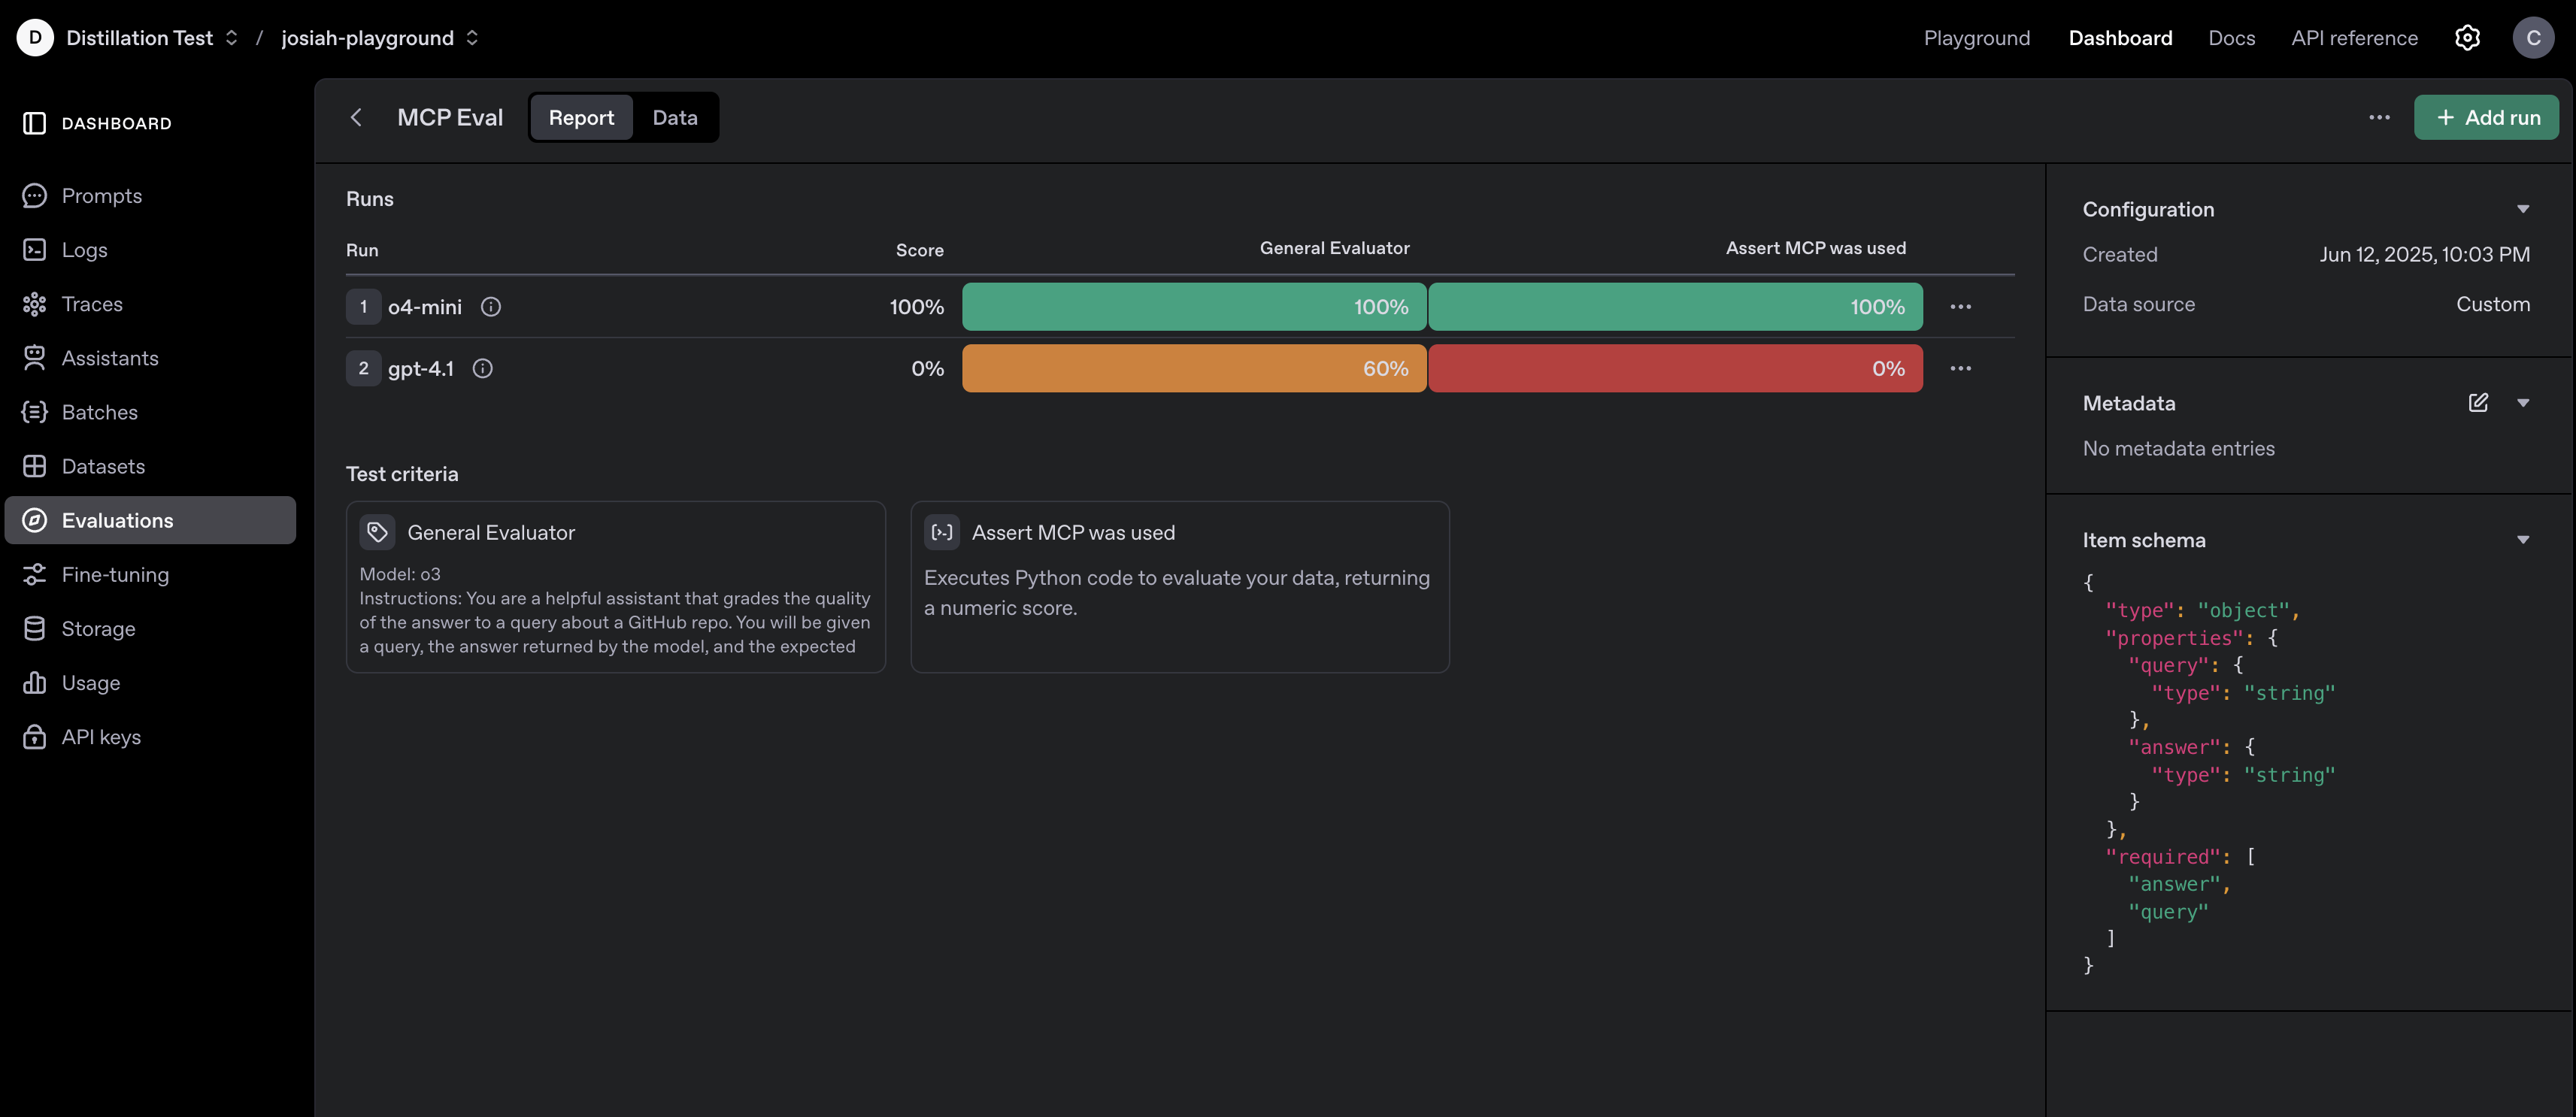 D Distillation Test / josiah-playground Playground Dashboard Docs API reference C
DASHBOARD
Prompts
Logs
Traces
Assistants
Batches
Datasets
Evaluations
Fine-tuning
Storage
Usage
API keys
MCP Eval Report Data ... + Add run
Runs
Run Score General Evaluator Assert MCP was used
1 o4-mini 100% 100% 100% ...
2 gpt-4.1 0% 60% 0% ...
Test criteria
General Evaluator
Model: o3
Instructions: You are a helpful assistant that grades the quality
of the answer to a query about a GitHub repo. You will be given
a query, the answer returned by the model, and the expected
Assert MCP was used
Executes Python code to evaluate your data, returning
a numeric score.
Configuration
Created Jun 12, 2025, 10:03 PM
Data source Custom
Metadata
No metadata entries
Item schema
{
"type": "object",
"properties": {
"query": {
"type": "string"
},
"answer": {
"type": "string"
}
},
"required": [
"answer",
"query"
]
}